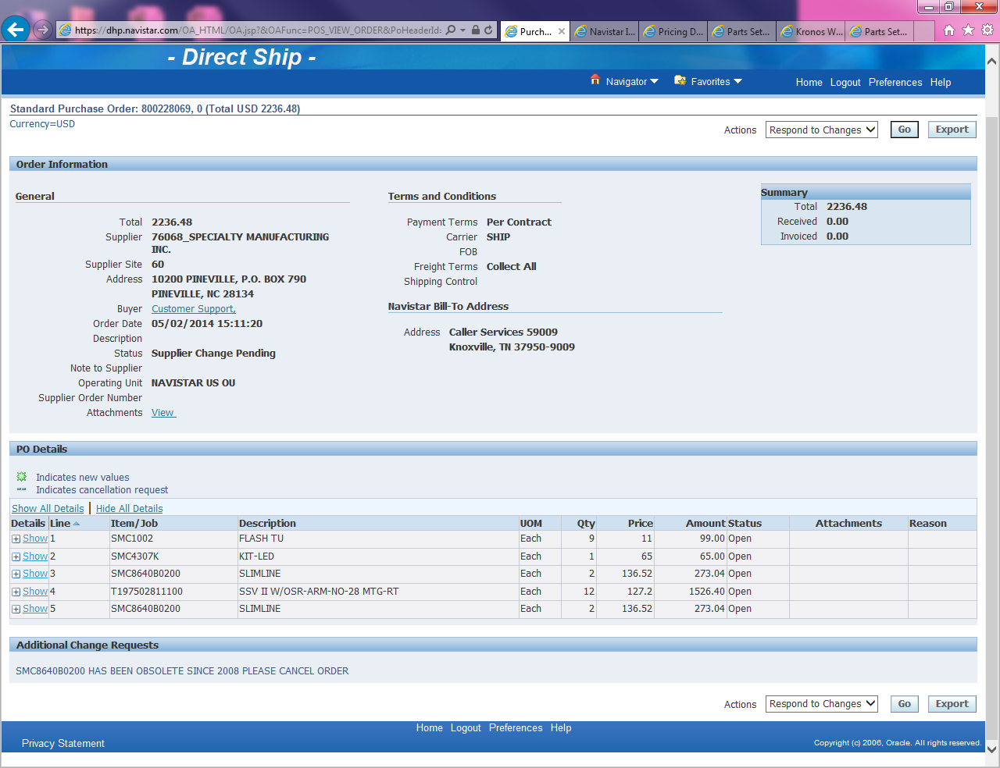 https://dhp.navistar.com/OA_HTML/OA.jsp?&OAFunc=POS_VIEW_ORDER&PoHeaderId=
Purch... Navistar I... Pricing D... Parts Set... Kronos W... Parts Set...
- Direct Ship -
Navigator Favorites Home Logout Preferences Help
Standard Purchase Order: 800228069, 0 (Total USD 2236.48)
Currency=USD
Actions Respond to Changes Go Export
Order Information
General
Total 2236.48
Supplier 76068_SPECIALTY MANUFACTURING
INC.
Supplier Site 60
Address 10200 PINEVILLE, P.O. BOX 790
PINEVILLE, NC 28134
Buyer Customer Support,
Order Date 05/02/2014 15:11:20
Description
Status Supplier Change Pending
Note to Supplier
Operating Unit NAVISTAR US OU
Supplier Order Number
Attachments View
Terms and Conditions
Payment Terms Per Contract
Carrier SHIP
FOB
Freight Terms Collect All
Shipping Control
Navistar Bill-To Address
Address Caller Services 59009
Knoxville, TN 37950-9009
Summary
Total 2236.48
Received 0.00
Invoiced 0.00
PO Details
Indicates new values
Indicates cancellation request
Show All Details | Hide All Details
Details Line Item/Job Description UOM Qty Price Amount Status Attachments Reason
Show 1 SMC1002 FLASH TU Each 9 11 99.00 Open
Show 2 SMC4307K KIT-LED Each 1 65 65.00 Open
Show 3 SMC8640B0200 SLIMLINE Each 2 136.52 273.04 Open
Show 4 T197502811100 SSV II W/OSR-ARM-NO-28 MTG-RT Each 12 127.2 1526.40 Open
Show 5 SMC8640B0200 SLIMLINE Each 2 136.52 273.04 Open
Additional Change Requests
SMC8640B0200 HAS BEEN OBSOLETE SINCE 2008 PLEASE CANCEL ORDER
Actions Respond to Changes Go Export
Home Logout Preferences Help
Privacy Statement
Copyright (c) 2006, Oracle. All rights reserved.